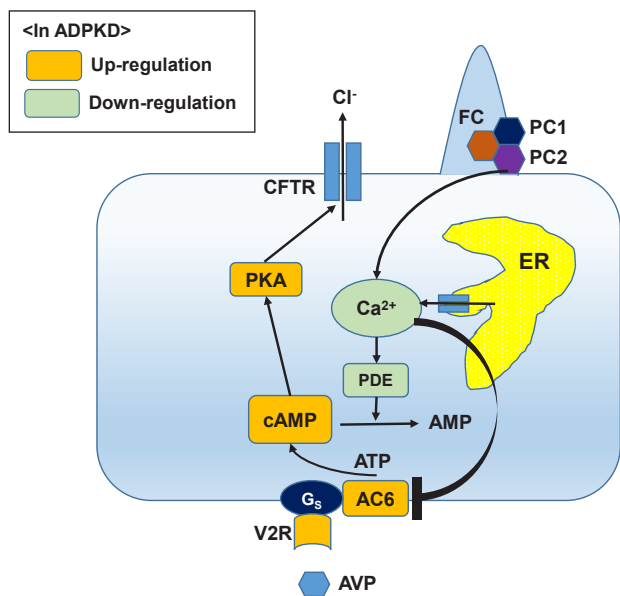 <In ADPKD>
Up-regulation
Down-regulation
Cl⁻
FC
PC1
PC2
CFTR
ER
PKA
Ca²⁺
PDE
cAMP
AMP
ATP
Gₛ
AC6
V2R
AVP